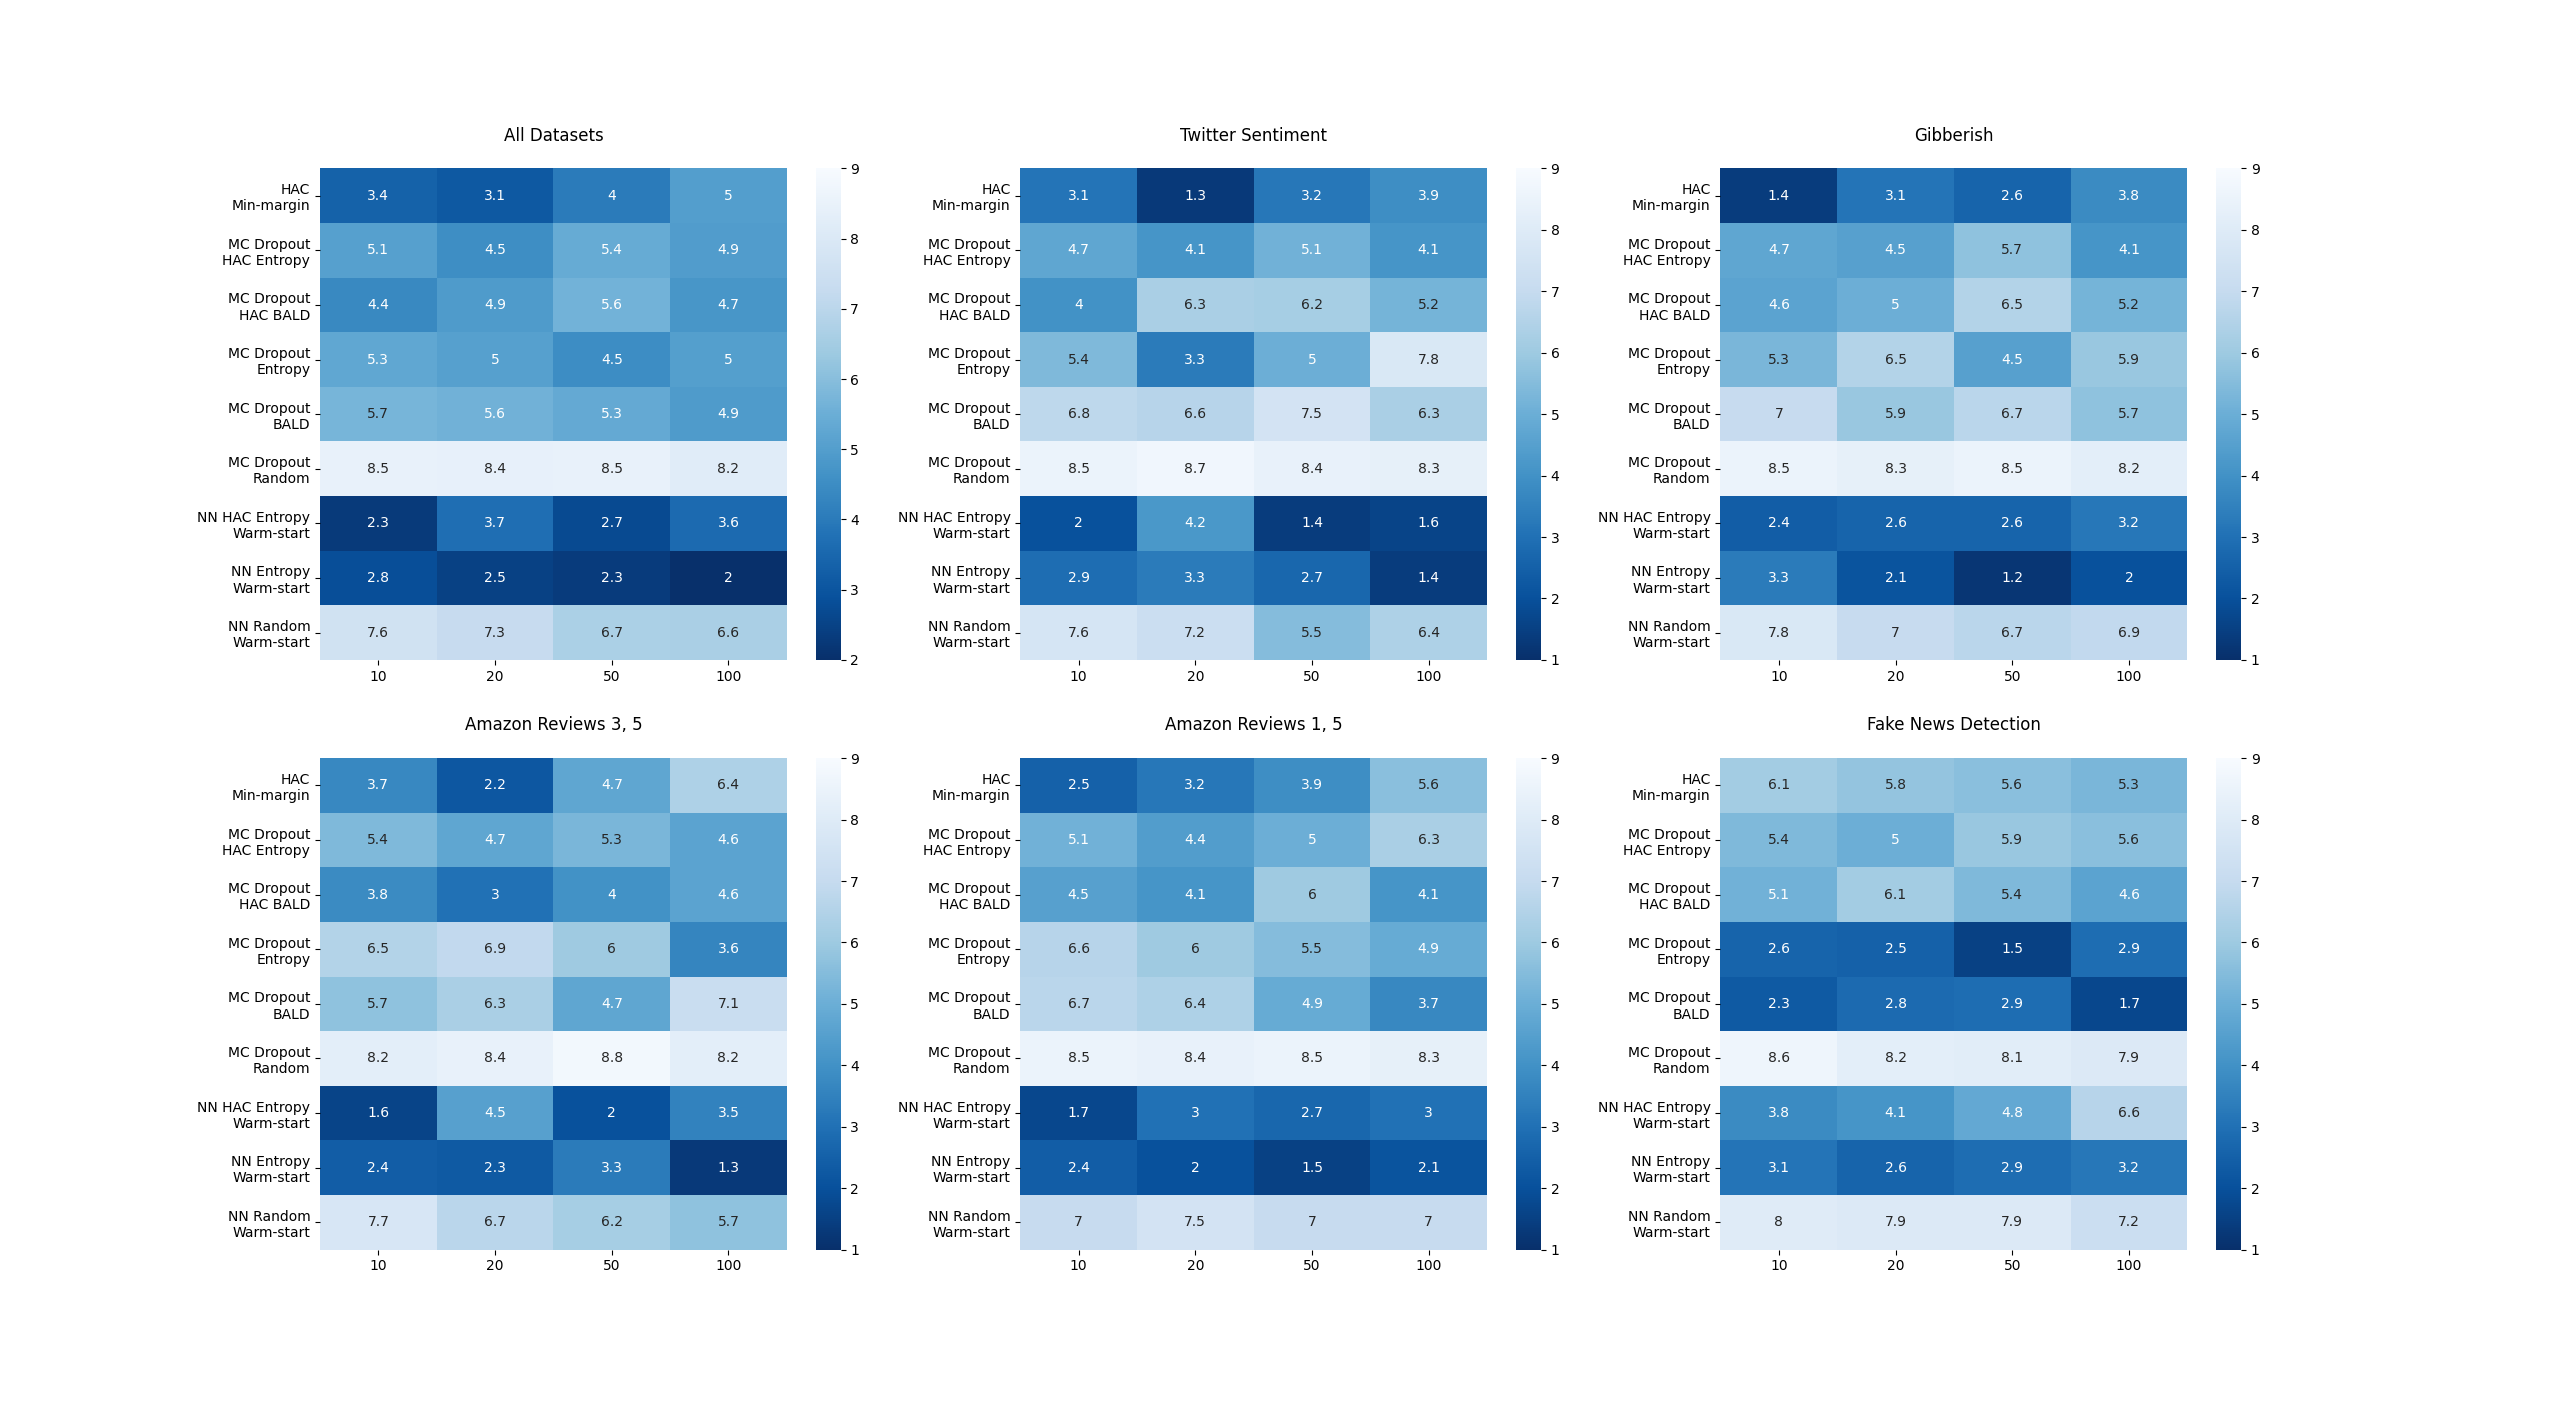 All Datasets
HAC
Min-margin
3.4 3.1 4 5
MC Dropout
HAC Entropy
5.1 4.5 5.4 4.9
MC Dropout
HAC BALD
4.4 4.9 5.6 4.7
MC Dropout
Entropy
5.3 5 4.5 5
MC Dropout
BALD
5.7 5.6 5.3 4.9
MC Dropout
Random
8.5 8.4 8.5 8.2
NN HAC Entropy
Warm-start
2.3 3.7 2.7 3.6
NN Entropy
Warm-start
2.8 2.5 2.3 2
NN Random
Warm-start
7.6 7.3 6.7 6.6
10 20 50 100
9
8
7
6
5
4
3
2
Twitter Sentiment
HAC
Min-margin
3.1 1.3 3.2 3.9
MC Dropout
HAC Entropy
4.7 4.1 5.1 4.1
MC Dropout
HAC BALD
4 6.3 6.2 5.2
MC Dropout
Entropy
5.4 3.3 5 7.8
MC Dropout
BALD
6.8 6.6 7.5 6.3
MC Dropout
Random
8.5 8.7 8.4 8.3
NN HAC Entropy
Warm-start
2 4.2 1.4 1.6
NN Entropy
Warm-start
2.9 3.3 2.7 1.4
NN Random
Warm-start
7.6 7.2 5.5 6.4
10 20 50 100
9
8
7
6
5
4
3
2
1
Gibberish
HAC
Min-margin
1.4 3.1 2.6 3.8
MC Dropout
HAC Entropy
4.7 4.5 5.7 4.1
MC Dropout
HAC BALD
4.6 5 6.5 5.2
MC Dropout
Entropy
5.3 6.5 4.5 5.9
MC Dropout
BALD
7 5.9 6.7 5.7
MC Dropout
Random
8.5 8.3 8.5 8.2
NN HAC Entropy
Warm-start
2.4 2.6 2.6 3.2
NN Entropy
Warm-start
3.3 2.1 1.2 2
NN Random
Warm-start
7.8 7 6.7 6.9
10 20 50 100
9
8
7
6
5
4
3
2
1
Amazon Reviews 3, 5
HAC
Min-margin
3.7 2.2 4.7 6.4
MC Dropout
HAC Entropy
5.4 4.7 5.3 4.6
MC Dropout
HAC BALD
3.8 3 4 4.6
MC Dropout
Entropy
6.5 6.9 6 3.6
MC Dropout
BALD
5.7 6.3 4.7 7.1
MC Dropout
Random
8.2 8.4 8.8 8.2
NN HAC Entropy
Warm-start
1.6 4.5 2 3.5
NN Entropy
Warm-start
2.4 2.3 3.3 1.3
NN Random
Warm-start
7.7 6.7 6.2 5.7
10 20 50 100
9
8
7
6
5
4
3
2
1
Amazon Reviews 1, 5
HAC
Min-margin
2.5 3.2 3.9 5.6
MC Dropout
HAC Entropy
5.1 4.4 5 6.3
MC Dropout
HAC BALD
4.5 4.1 6 4.1
MC Dropout
Entropy
6.6 6 5.5 4.9
MC Dropout
BALD
6.7 6.4 4.9 3.7
MC Dropout
Random
8.5 8.4 8.5 8.3
NN HAC Entropy
Warm-start
1.7 3 2.7 3
NN Entropy
Warm-start
2.4 2 1.5 2.1
NN Random
Warm-start
7 7.5 7 7
10 20 50 100
9
8
7
6
5
4
3
2
1
Fake News Detection
HAC
Min-margin
6.1 5.8 5.6 5.3
MC Dropout
HAC Entropy
5.4 5 5.9 5.6
MC Dropout
HAC BALD
5.1 6.1 5.4 4.6
MC Dropout
Entropy
2.6 2.5 1.5 2.9
MC Dropout
BALD
2.3 2.8 2.9 1.7
MC Dropout
Random
8.6 8.2 8.1 7.9
NN HAC Entropy
Warm-start
3.8 4.1 4.8 6.6
NN Entropy
Warm-start
3.1 2.6 2.9 3.2
NN Random
Warm-start
8 7.9 7.9 7.2
10 20 50 100
9
8
7
6
5
4
3
2
1